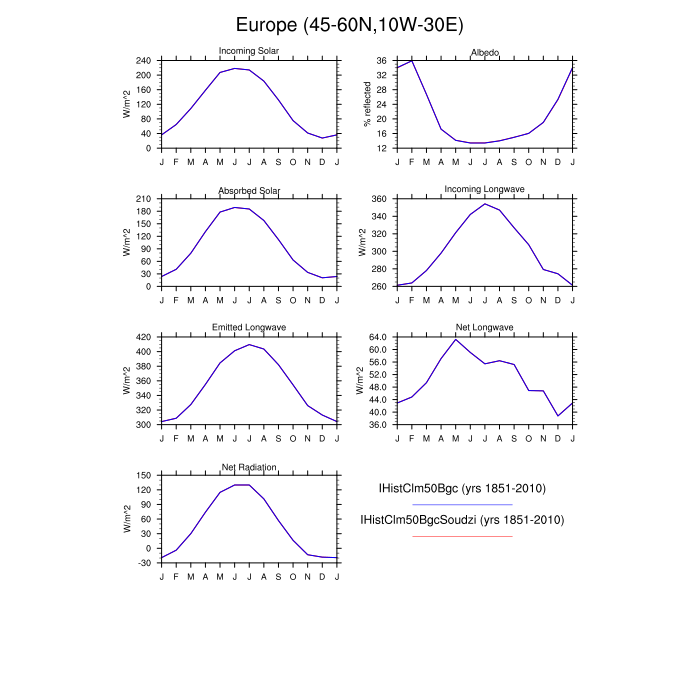 Europe (45-60N,10W-30E)
Incoming Solar
W/m^2
240
200
160
120
80
40
0
J F M A M J J A S O N D J
Albedo
% reflected
36
32
28
24
20
16
12
J F M A M J J A S O N D J
Absorbed Solar
W/m^2
210
180
150
120
90
60
30
0
J F M A M J J A S O N D J
Incoming Longwave
W/m^2
360
340
320
300
280
260
J F M A M J J A S O N D J
Emitted Longwave
W/m^2
420
400
380
360
340
320
300
J F M A M J J A S O N D J
Net Longwave
W/m^2
64.0
60.0
56.0
52.0
48.0
44.0
40.0
36.0
J F M A M J J A S O N D J
Net Radiation
W/m^2
150
120
90
60
30
0
-30
J F M A M J J A S O N D J
IHistClm50Bgc (yrs 1851-2010)
IHistClm50BgcSoudzi (yrs 1851-2010)